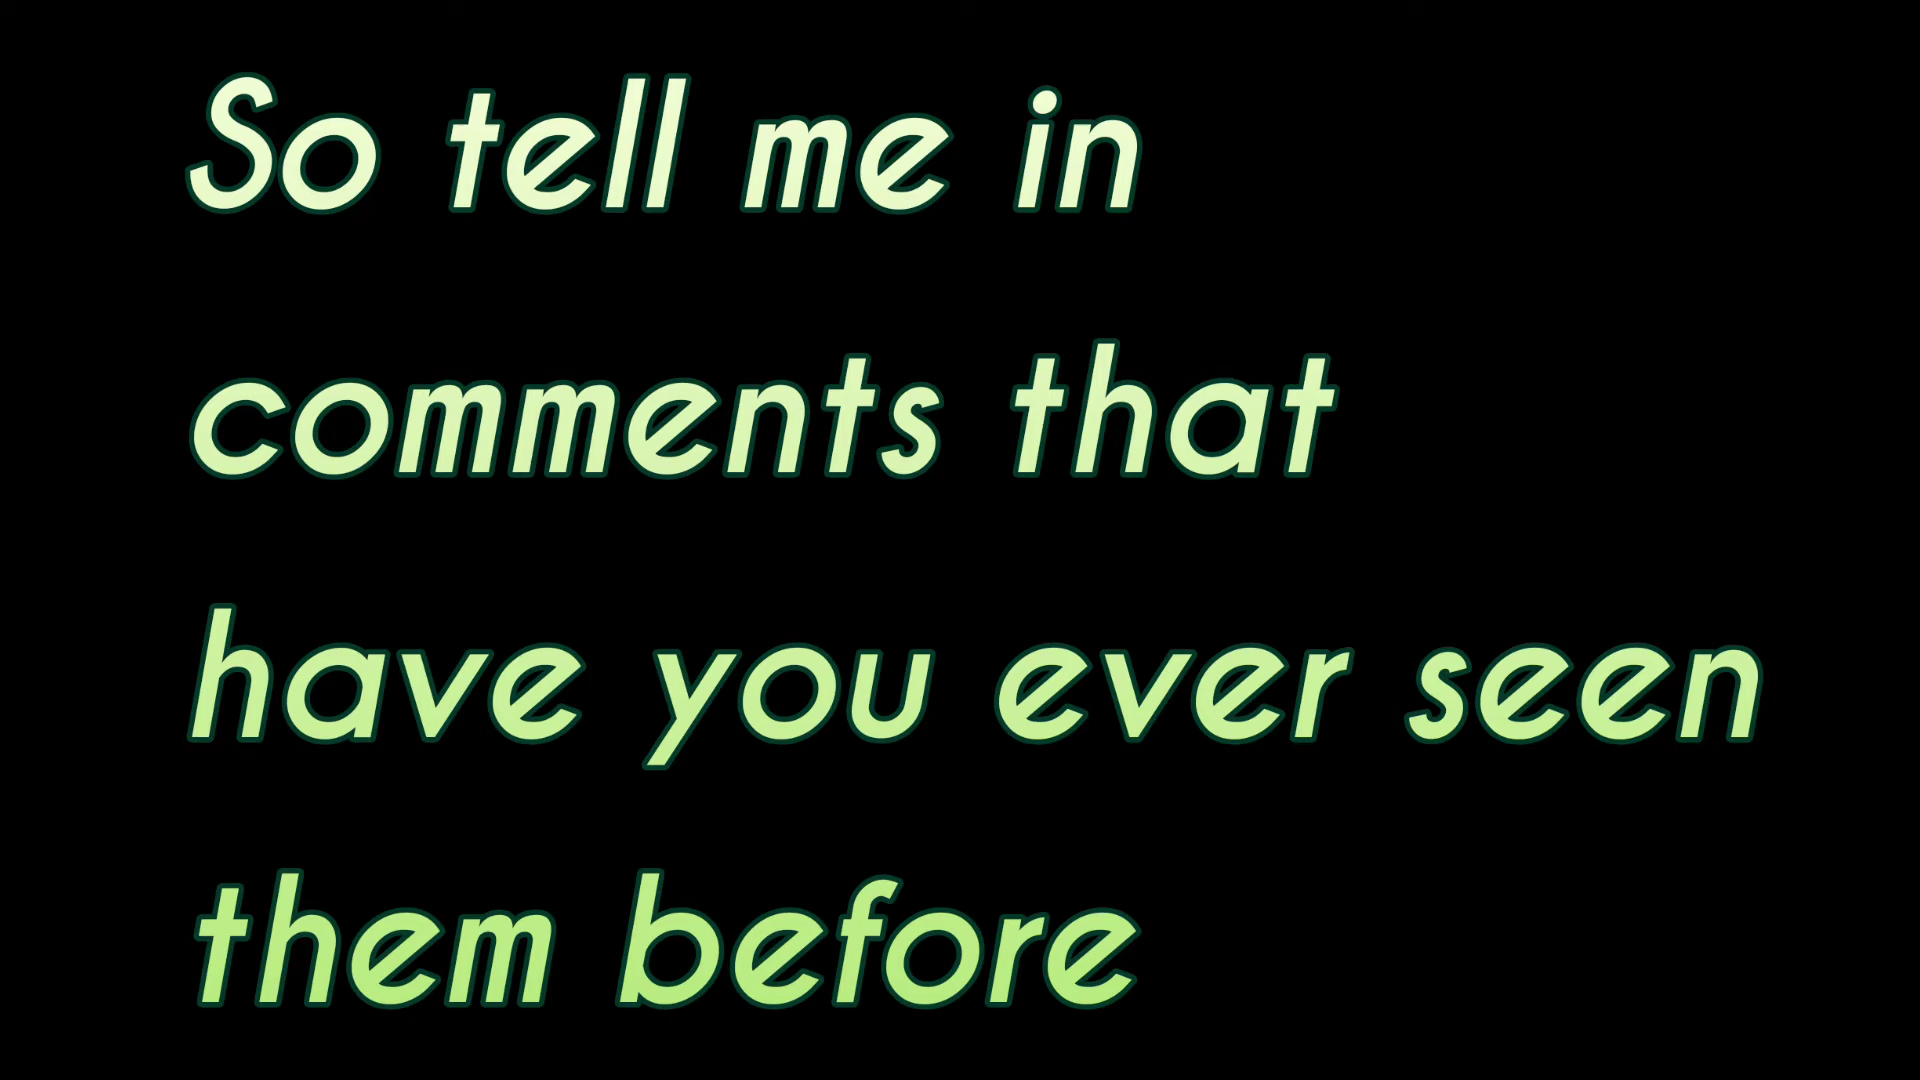 So tell me in
comments that
have you ever seen
them before